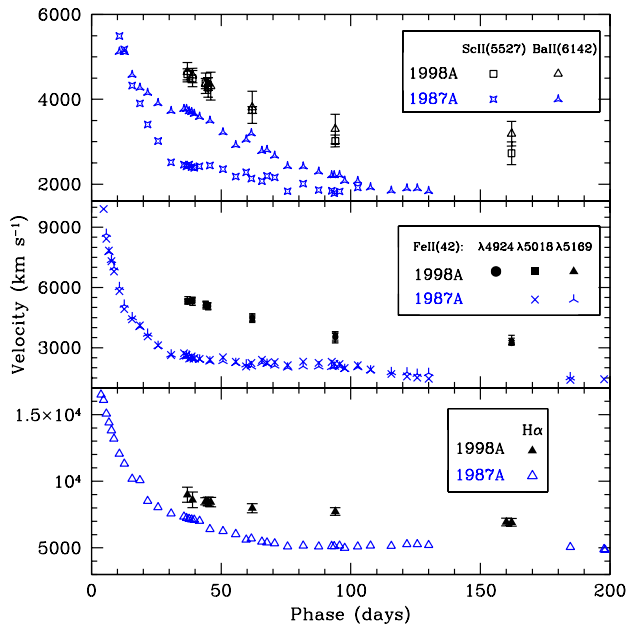 6000
4000
2000
ScII(5527) BaII(6142)
1998A
1987A
9000
6000
3000
FeII(42): λ4924 λ5018 λ5169
1998A
1987A
1.5×10⁴
10⁴
5000
Hα
1998A
1987A
Velocity (km s⁻¹)
0 50 100 150 200
Phase (days)